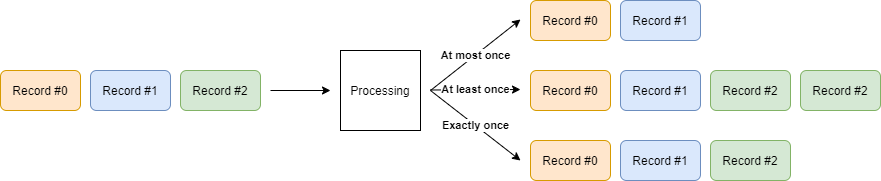 Record #0
Record #1
At most once
Record #0
Record #1
Record #2
Processing
At least once
Record #0
Record #1
Record #2
Record #2
Exactly once
Record #0
Record #1
Record #2